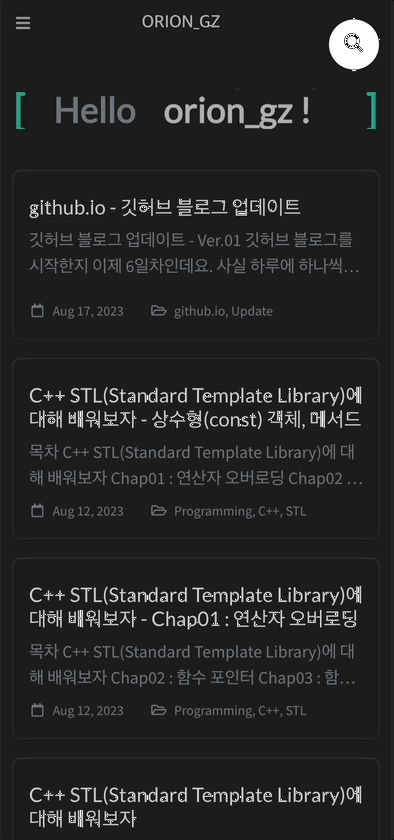 ORION_GZ
[ Hello orion_gz ! ]
github.io - 깃허브 블로그 업데이트
깃허브 블로그 업데이트 - Ver.01 깃허브 블로그를
시작한지 이제 6일차인데요. 사실 하루에 하나씩…
Aug 17, 2023 github.io, Update
C++ STL(Standard Template Library)에
대해 배워보자 - 상수형(const) 객체, 메서드
목차 C++ STL(Standard Template Library)에 대
해 배워보자 Chap01 : 연산자 오버로딩 Chap02 …
Aug 12, 2023 Programming, C++, STL
C++ STL(Standard Template Library)에
대해 배워보자 - Chap01 : 연산자 오버로딩
목차 C++ STL(Standard Template Library)에 대
해 배워보자 Chap02 : 함수 포인터 Chap03 : 함…
Aug 12, 2023 Programming, C++, STL
C++ STL(Standard Template Library)에
대해 배워보자